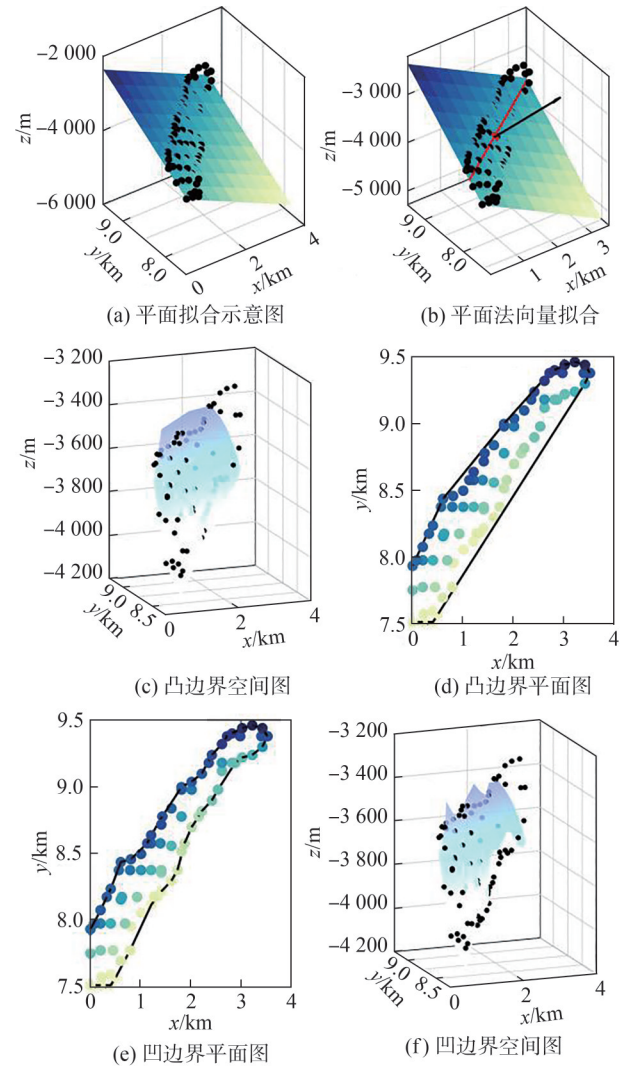 −2 000
−4 000
−6 000
z/m
9.0
8.0
y/km
0
2
4
x/km
(a) 平面拟合示意图
−3 000
−4 000
−5 000
z/m
9.0
8.0
y/km
1
2
3
x/km
(b) 平面法向量拟合
−3 200
−3 400
−3 600
−3 800
−4 000
−4 200
z/m
9.0
8.5
y/km
0
2
4
x/km
(c) 凸边界空间图
9.5
9.0
8.5
8.0
7.5
y/km
0
1
2
3
4
x/km
(d) 凸边界平面图
9.5
9.0
8.5
8.0
7.5
y/km
0
1
2
3
4
x/km
(e) 凹边界平面图
−3 200
−3 400
−3 600
−3 800
−4 000
−4 200
z/m
9.0
8.5
y/km
0
2
4
x/km
(f) 凹边界空间图